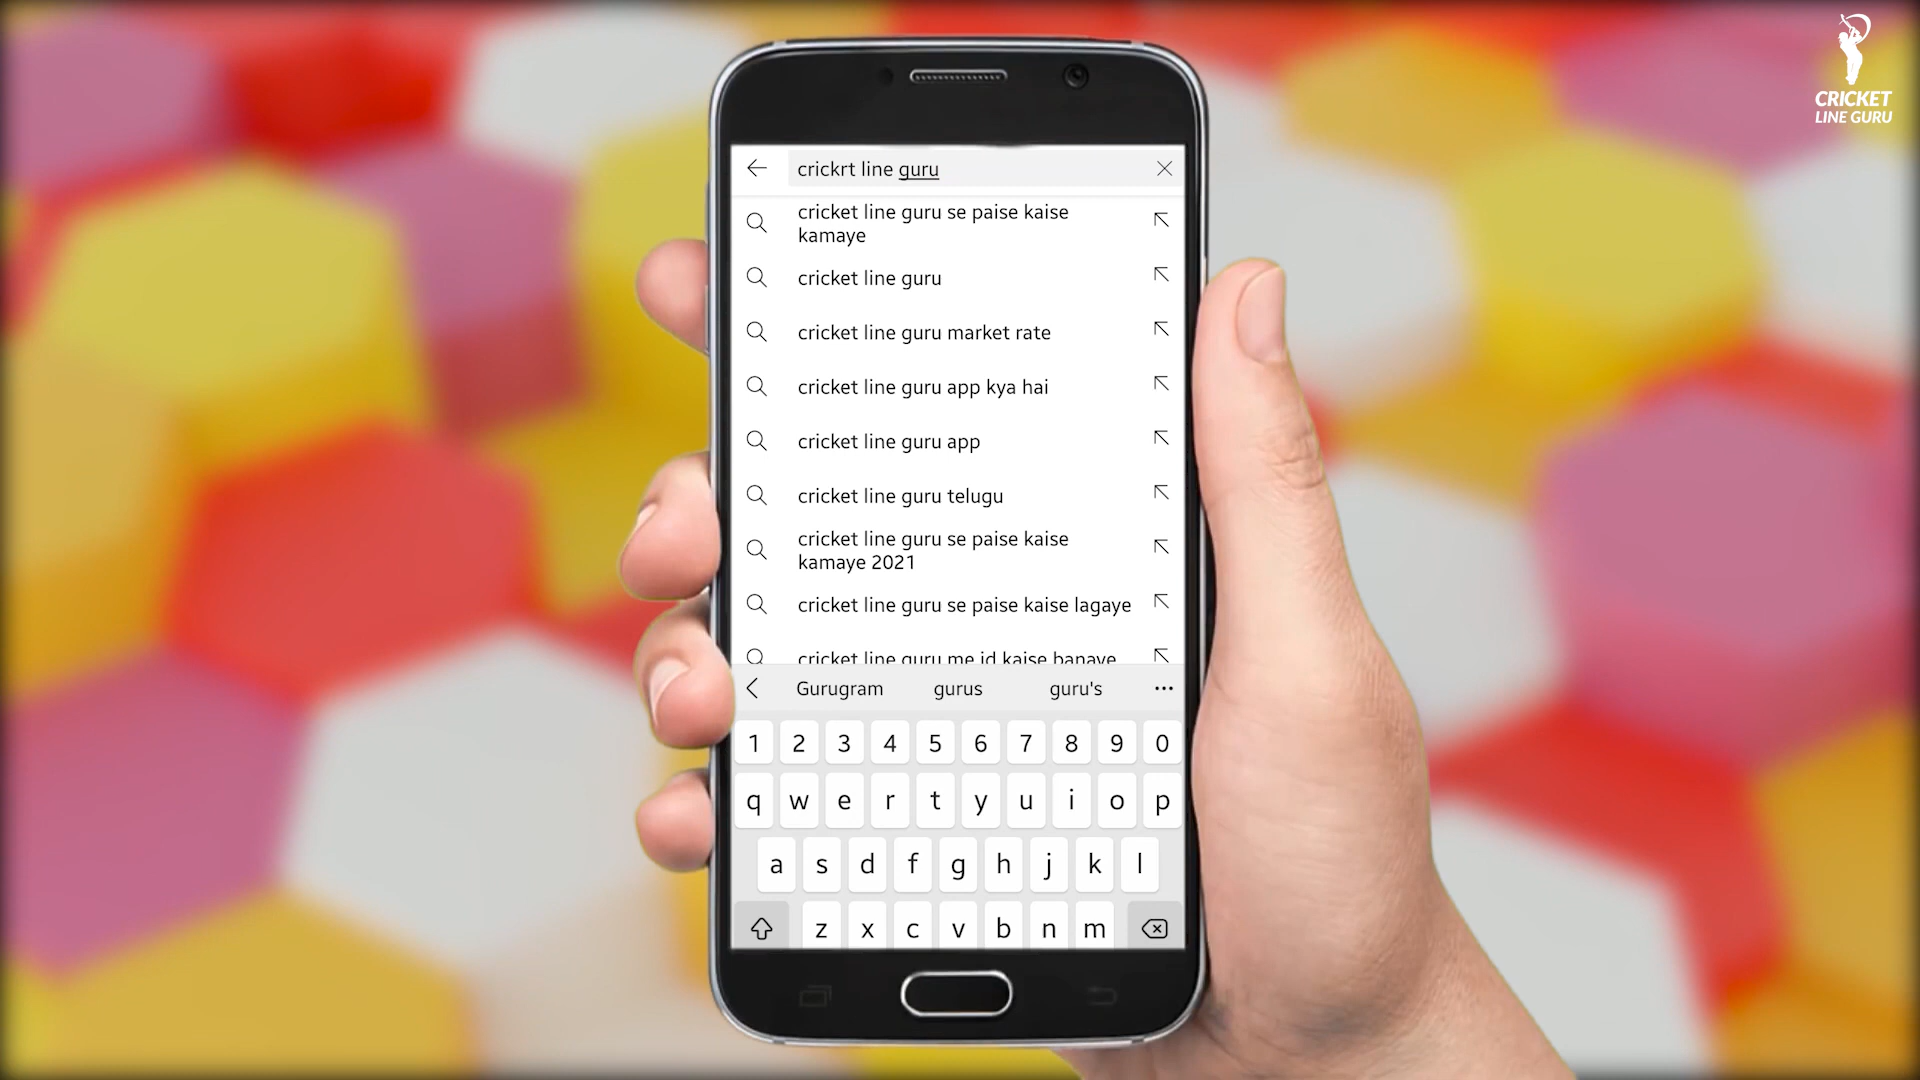 CRICKET
LINE GURU
crickrt line guru
cricket line guru se paise kaise
kamaye
cricket line guru
cricket line guru market rate
cricket line guru app kya hai
cricket line guru app
cricket line guru telugu
cricket line guru se paise kaise
kamaye 2021
cricket line guru se paise kaise lagaye
cricket line guru me id kaise banaye
Gurugram gurus guru's
1 2 3 4 5 6 7 8 9 0
q w e r t y u i o p
a s d f g h j k l
z x c v b n m